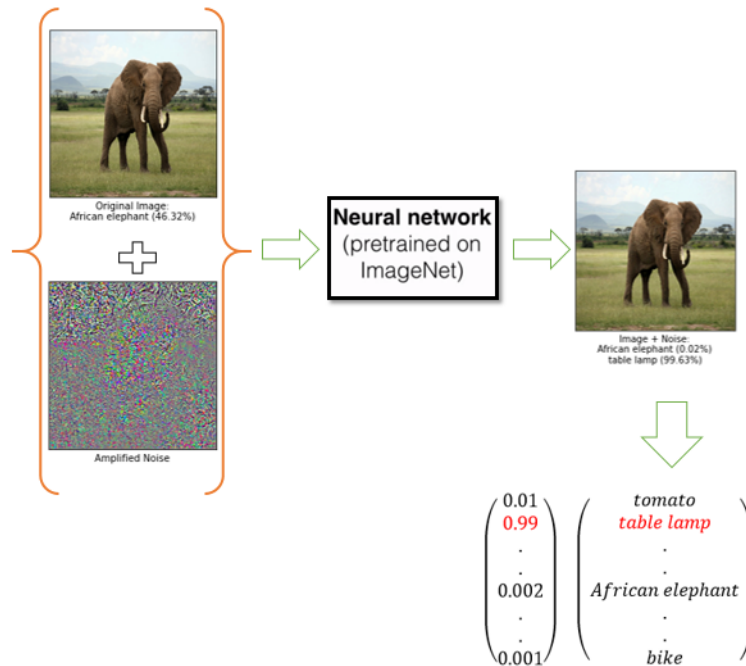 Original Image:
African elephant (46.32%)
Amplified Noise
Neural network
(pretrained on
ImageNet)
Image + Noise:
African elephant (0.02%)
table lamp (99.63%)
0.01
0.99
.
.
0.002
.
.
0.001
tomato
table lamp
.
.
African elephant
.
.
bike